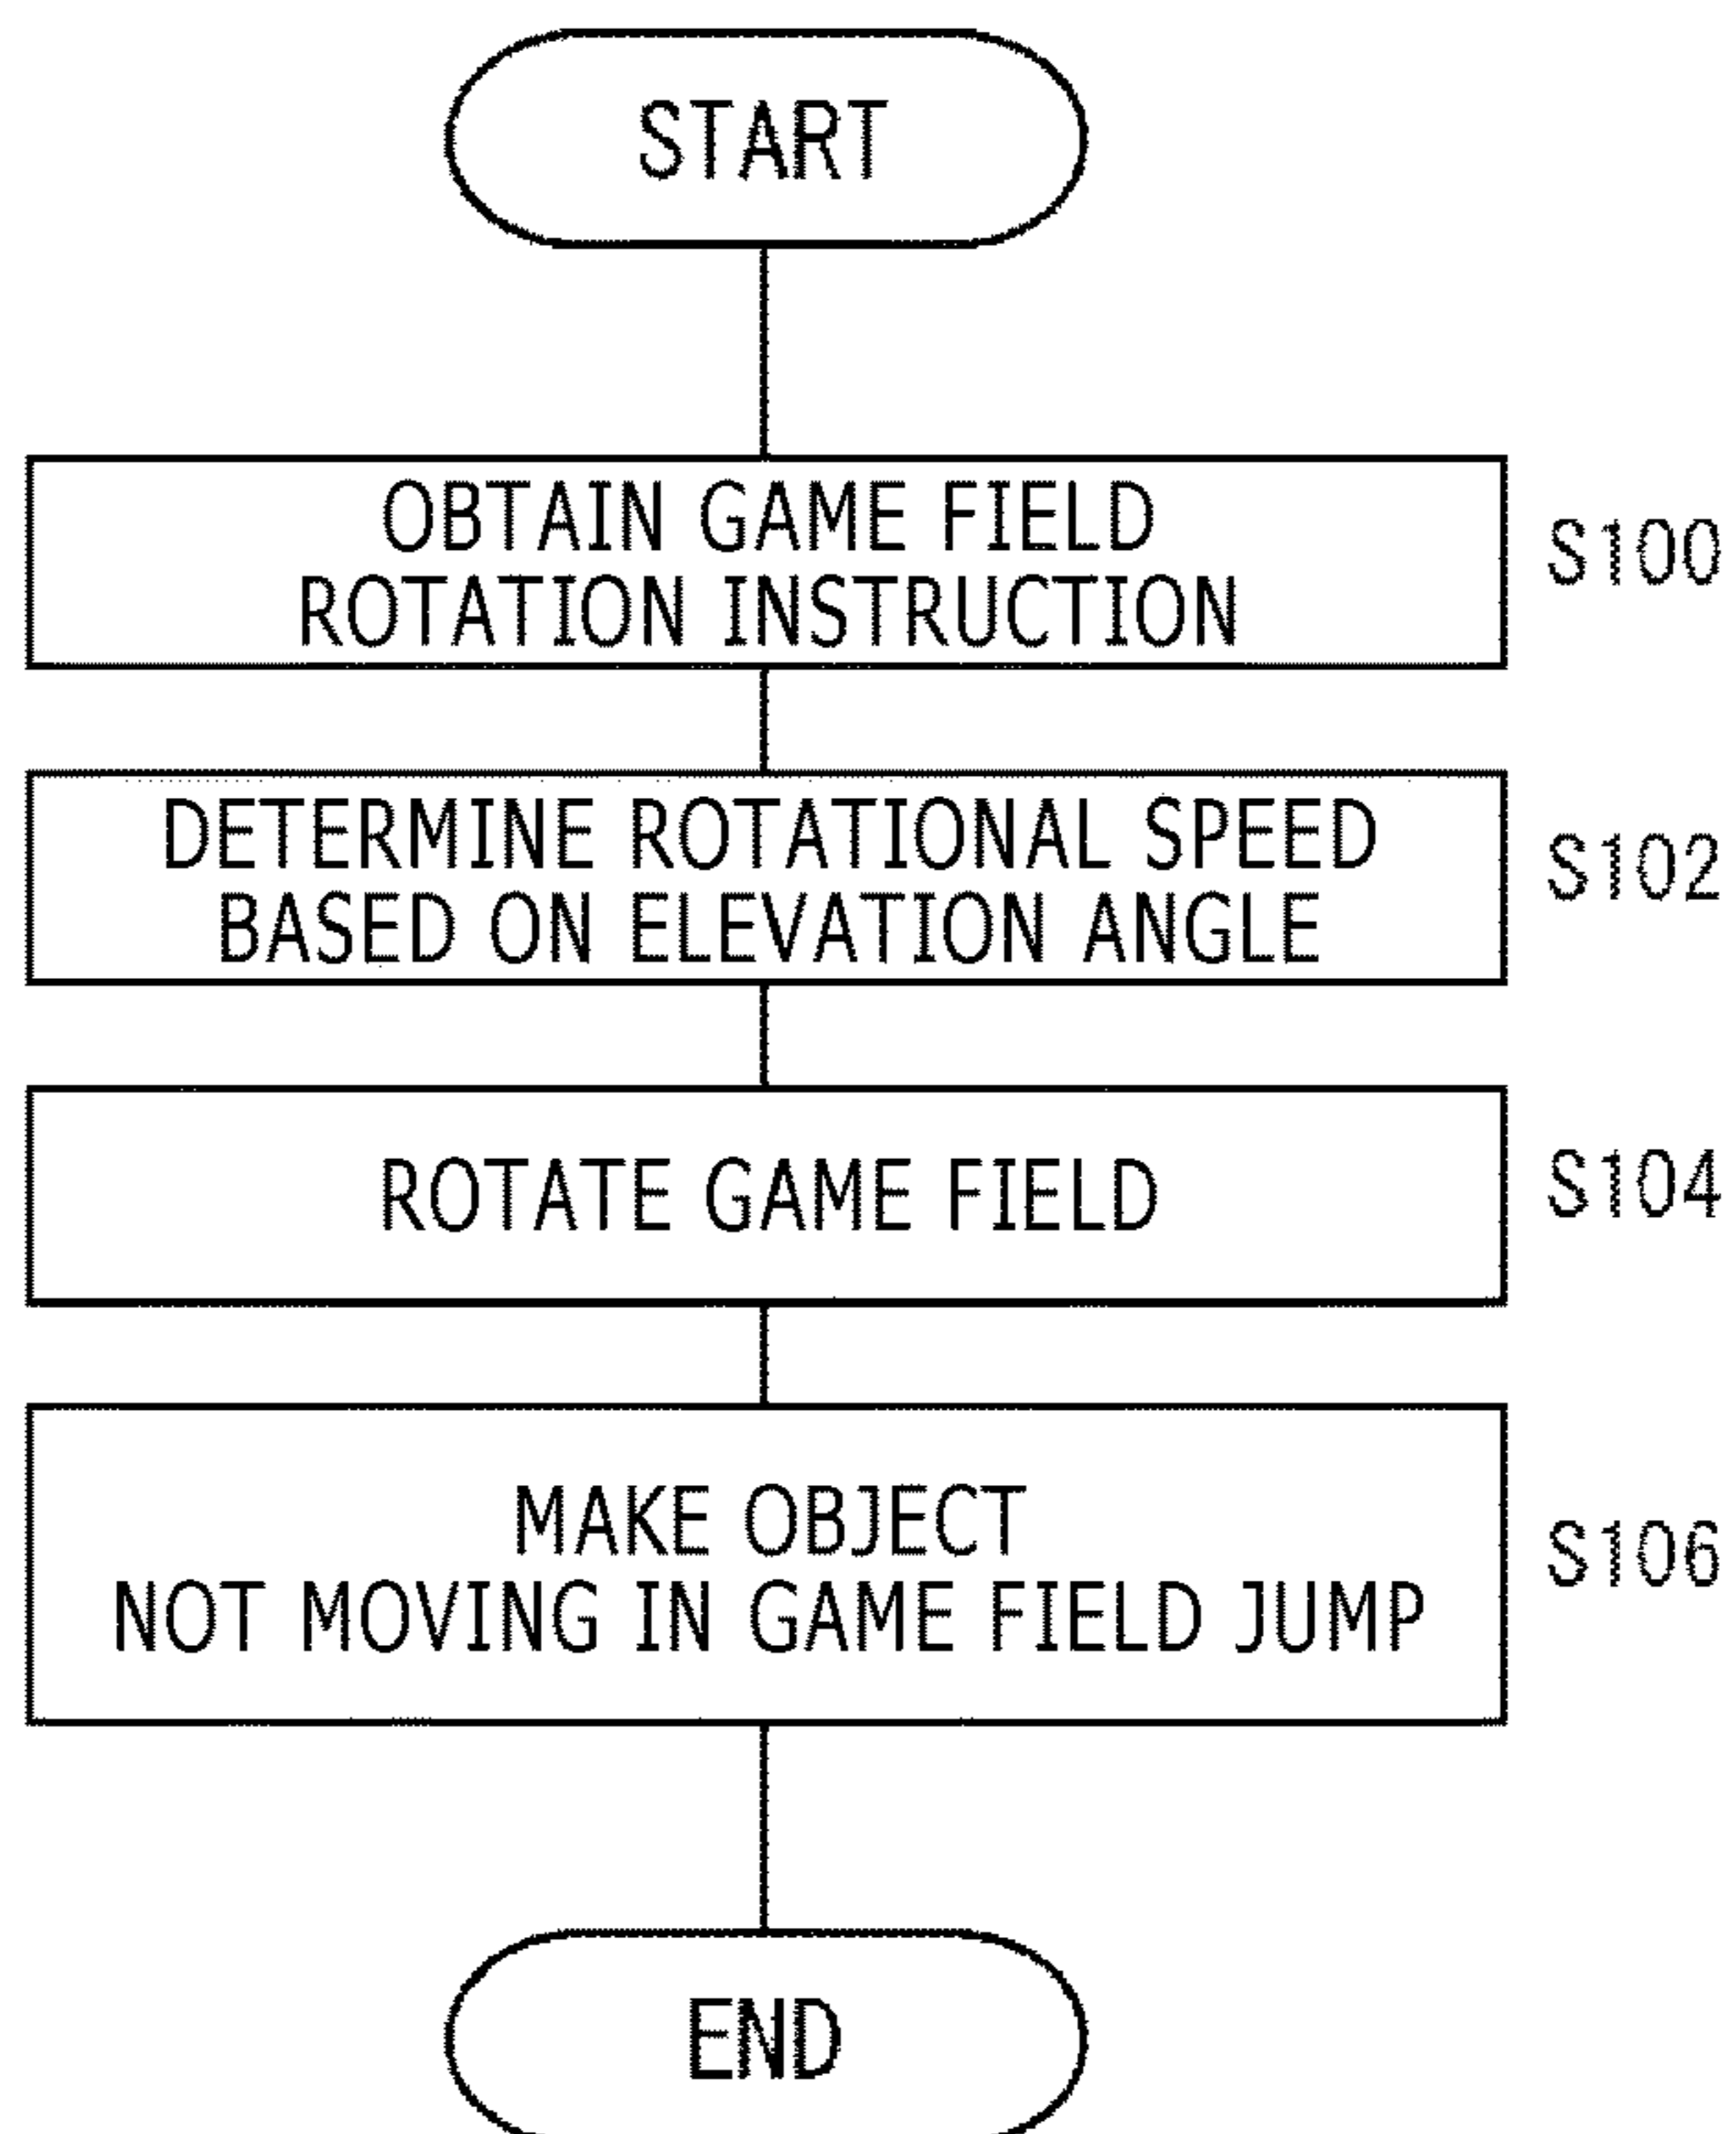 START
OBTAIN GAME FIELD
ROTATION INSTRUCTION
S100
DETERMINE ROTATIONAL SPEED
BASED ON ELEVATION ANGLE
S102
ROTATE GAME FIELD
S104
MAKE OBJECT
NOT MOVING IN GAME FIELD JUMP
S106
END